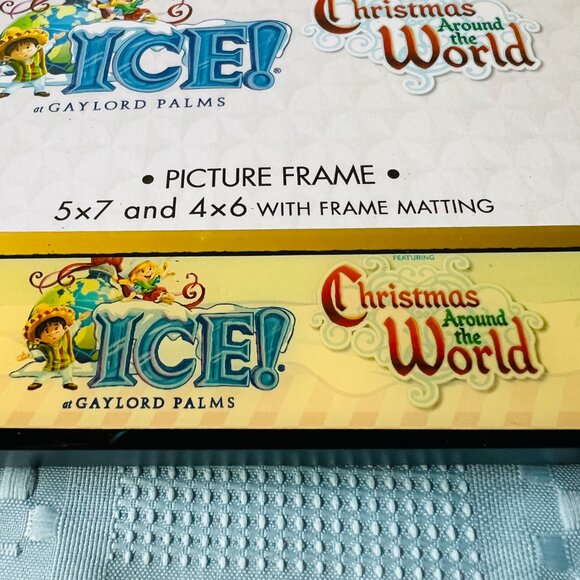 ICE!®
at GAYLORD PALMS
Christmas
Around
the
World
• PICTURE FRAME •
5x7 and 4x6 WITH FRAME MATTING
ICE!
at GAYLORD PALMS
FEATURING
Christmas
Around
the
World